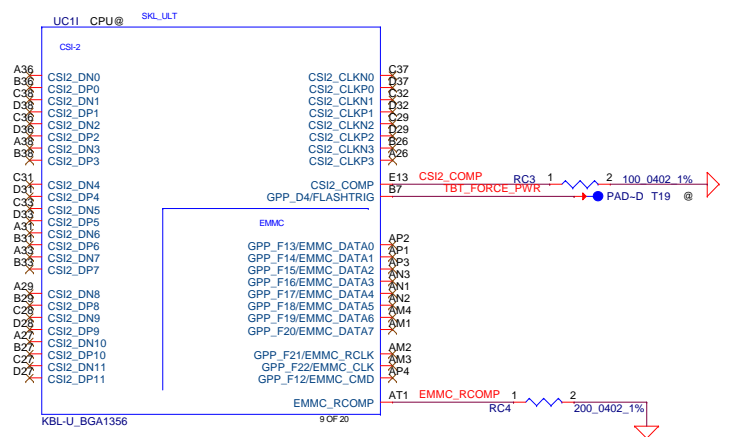 UC1I CPU@ SKL_ULT
CSI-2
A36 CSI2_DN0 CSI2_CLKN0 C37
B36 CSI2_DP0 CSI2_CLKP0 D37
C38 CSI2_DN1 CSI2_CLKN1 C32
D38 CSI2_DP1 CSI2_CLKP1 D32
C36 CSI2_DN2 CSI2_CLKN2 C29
D36 CSI2_DP2 CSI2_CLKP2 D29
A38 CSI2_DN3 CSI2_CLKN3 B26
B38 CSI2_DP3 CSI2_CLKP3 A26
C31 CSI2_DN4 CSI2_COMP E13 CSI2_COMP RC3 1 2 100_0402_1%
D31 CSI2_DP4 GPP_D4/FLASHTRIG B7 TBT_FORCE_PWR PAD~D T19 @
C33 CSI2_DN5
D33 CSI2_DP5 EMMC
A31 CSI2_DN6
B31 CSI2_DP6 GPP_F13/EMMC_DATA0 AP2
A33 CSI2_DN7 GPP_F14/EMMC_DATA1 AP1
B33 CSI2_DP7 GPP_F15/EMMC_DATA2 AP3
GPP_F16/EMMC_DATA3 AN3
A29 CSI2_DN8 GPP_F17/EMMC_DATA4 AN1
B29 CSI2_DP8 GPP_F18/EMMC_DATA5 AN2
C28 CSI2_DN9 GPP_F19/EMMC_DATA6 AM4
D28 CSI2_DP9 GPP_F20/EMMC_DATA7 AM1
A27 CSI2_DN10
B27 CSI2_DP10 GPP_F21/EMMC_RCLK AM2
C27 CSI2_DN11 GPP_F22/EMMC_CLK AM3
D27 CSI2_DP11 GPP_F12/EMMC_CMD AP4
EMMC_RCOMP AT1 EMMC_RCOMP RC4 1 2 200_0402_1%
KBL-U_BGA1356 9 OF 20